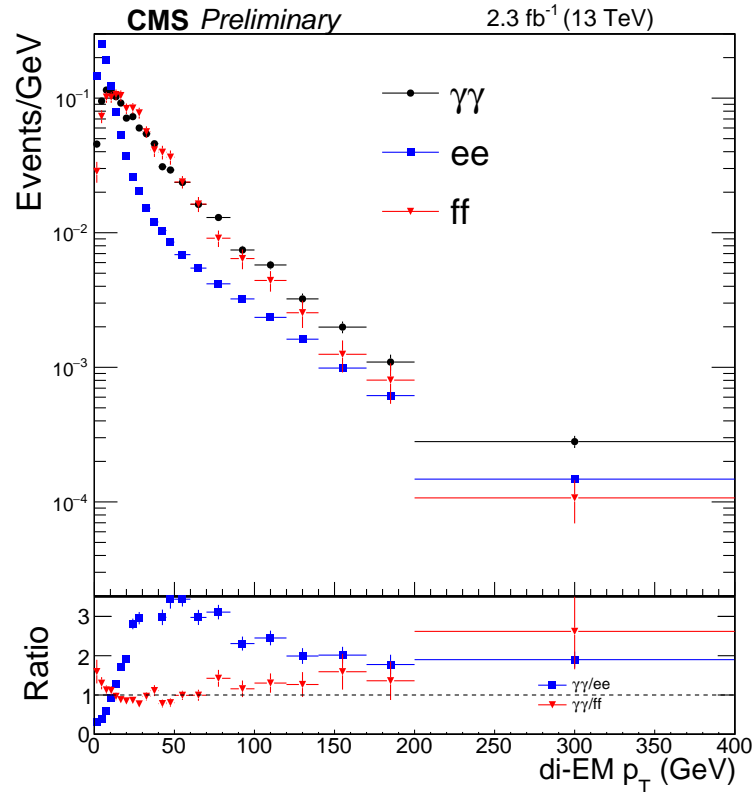 CMS Preliminary 2.3 fb⁻¹ (13 TeV)
Events/GeV
10⁻¹
10⁻²
10⁻³
10⁻⁴
γγ
ee
ff
Ratio
3
2
1
0
γγ/ee
γγ/ff
0 50 100 150 200 250 300 350 400
di-EM p_T (GeV)